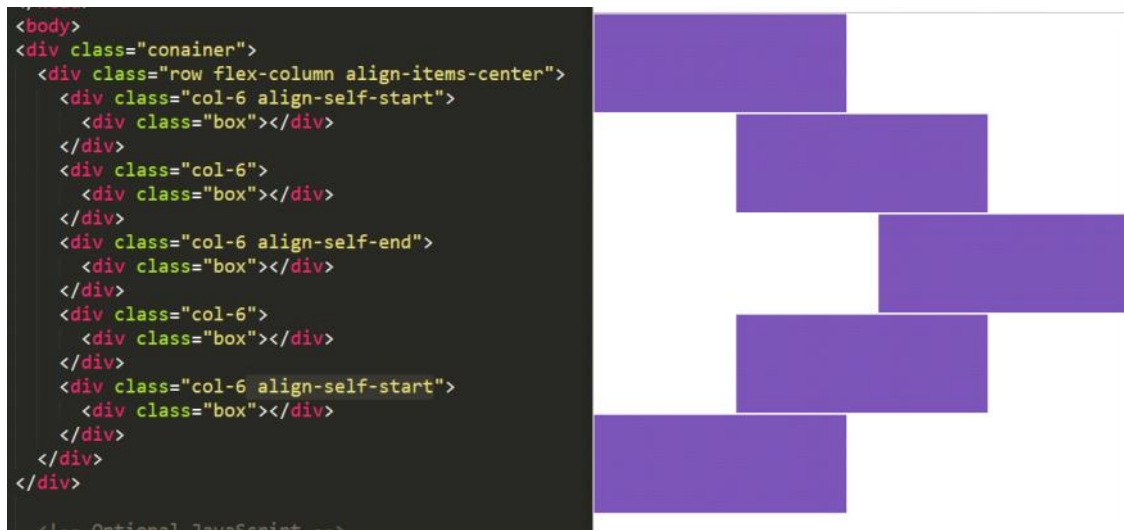 <body>
<div class="conainer">
<div class="row flex-column align-items-center">
<div class="col-6 align-self-start">
<div class="box"></div>
</div>
<div class="col-6">
<div class="box"></div>
</div>
<div class="col-6 align-self-end">
<div class="box"></div>
</div>
<div class="col-6">
<div class="box"></div>
</div>
<div class="col-6 align-self-start">
<div class="box"></div>
</div>
</div>
</div>
<!-- Optional JavaScript -->